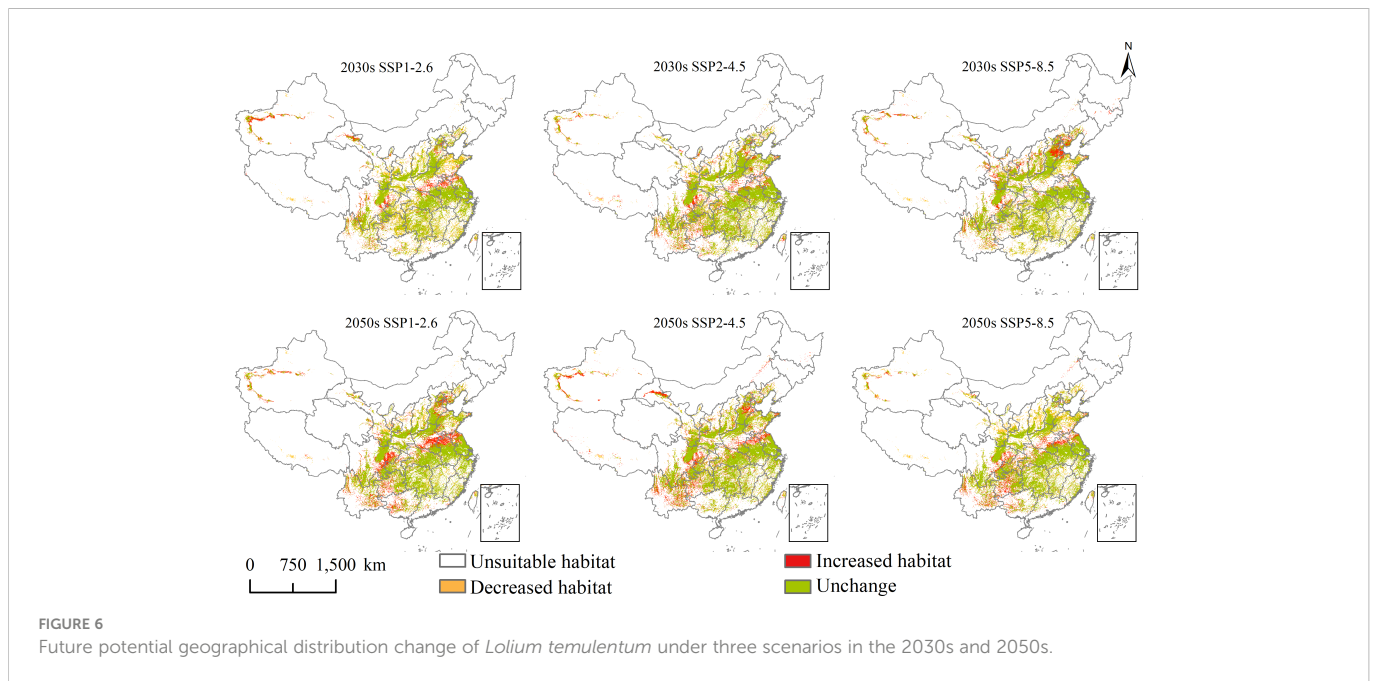 2030s SSP1-2.6
2030s SSP2-4.5
2030s SSP5-8.5
N
2050s SSP1-2.6
2050s SSP2-4.5
2050s SSP5-8.5
0 750 1,500 km
Unsuitable habitat
Increased habitat
Decreased habitat
Unchange
FIGURE 6
Future potential geographical distribution change of Lolium temulentum under three scenarios in the 2030s and 2050s.